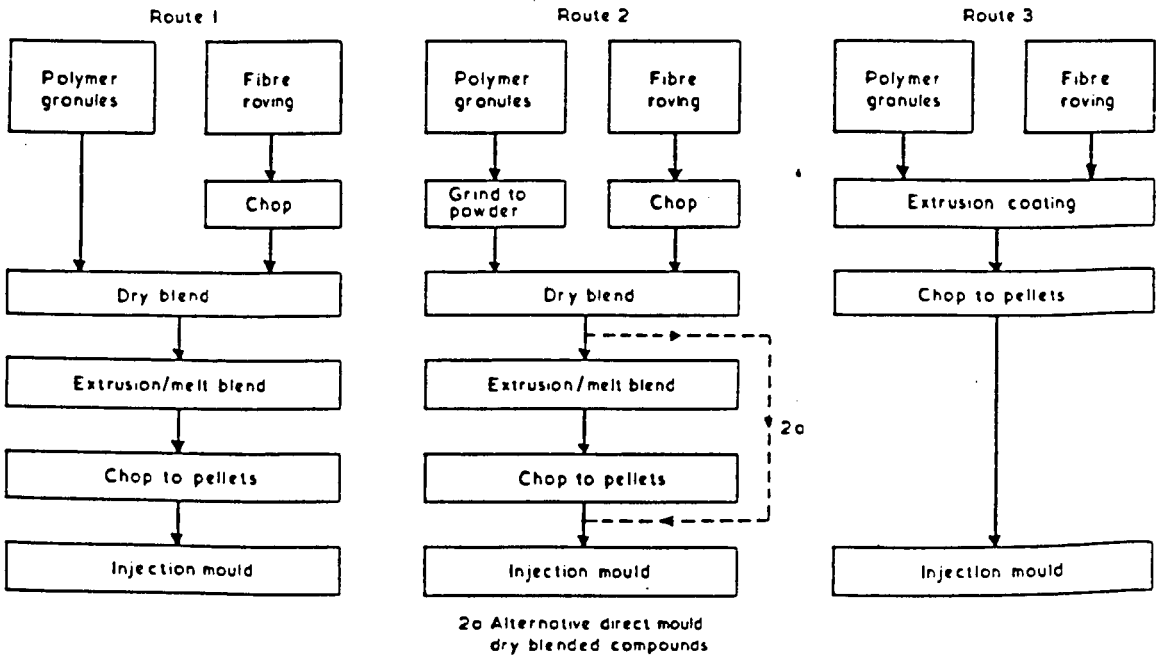 Route 1
Polymer
granules
Fibre
roving
Chop
Dry blend
Extrusion/melt blend
Chop to pellets
Injection mould
Route 2
Polymer
granules
Fibre
roving
Grind to
powder
Chop
Dry blend
Extrusion/melt blend
Chop to pellets
2a
Injection mould
2a Alternative direct mould
dry blended compounds
Route 3
Polymer
granules
Fibre
roving
Extrusion coating
Chop to pellets
Injection mould